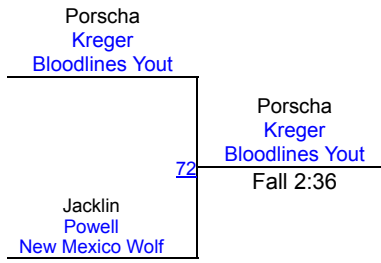 Porscha
Kreger
Bloodlines Yout
Porscha
Kreger
Bloodlines Yout
72
Fall 2:36
Jacklin
Powell
New Mexico Wolf